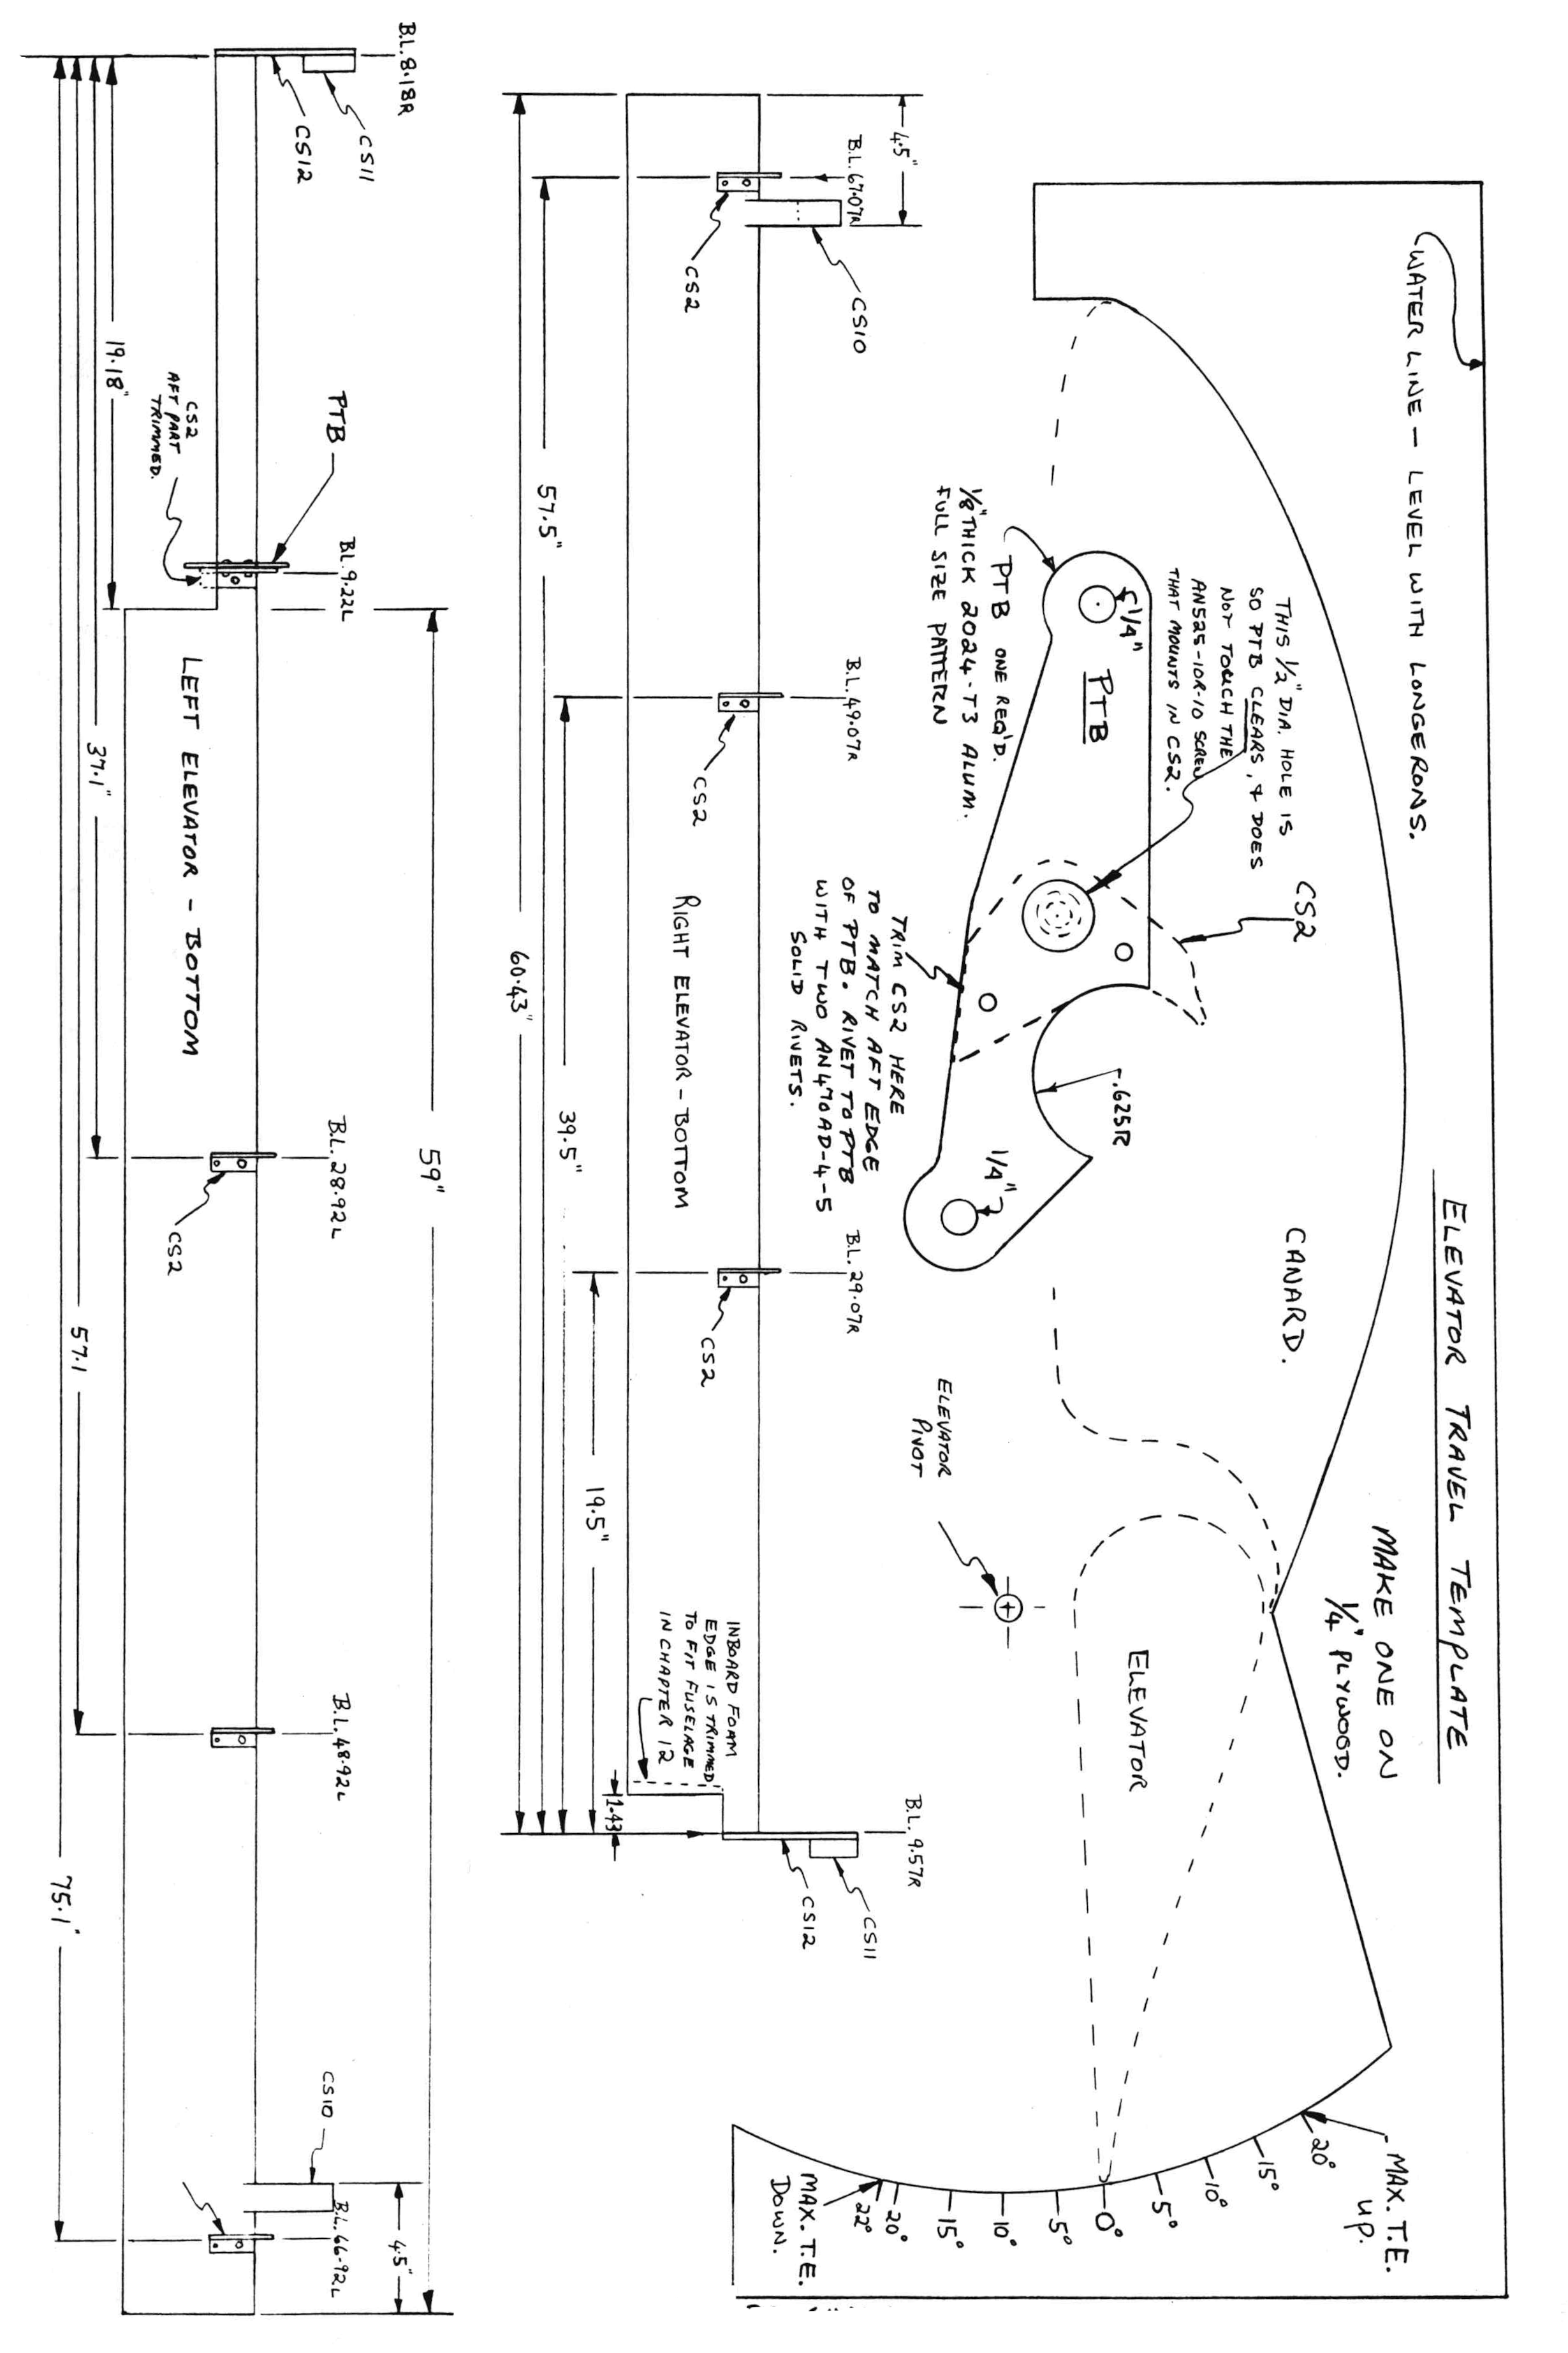 ELEVATOR TRAVEL TEMPLATE
MAKE ONE ON
1/4" PLYWOOD.
WATER LINE — LEVEL WITH LONGERONS.
CANARD.
ELEVATOR
ELEVATOR
PIVOT
MAX. T.E.
UP.
20°
15°
10°
5°
0°
5°
10°
15°
20°
22°
MAX. T.E.
DOWN.
THIS 1/2" DIA. HOLE IS
SO PTB CLEARS, & DOES
NOT TOUCH THE
AN525-10R-10 SCREW
THAT MOUNTS IN CS2.
CS2
1/4"
PTB
PTB ONE REQ'D.
1/8" THICK 2024-T3 ALUM.
FULL SIZE PATTERN
TRIM CS2 HERE
TO MATCH AFT EDGE
OF PTB. RIVET TO PTB
WITH TWO AN470AD-4-5
SOLID RIVETS.
.625R
1/4"
4.5"
B.L. 67.07R
CS10
CS2
B.L. 49.07R
CS2
B.L. 29.07R
CS2
B.L. 9.57R
CS11
CS12
RIGHT ELEVATOR - BOTTOM
INBOARD FOAM
EDGE IS TRIMMED
TO FIT FUSELAGE
IN CHAPTER 12
1.43
19.5"
39.5"
57.5"
60.43"
B.L. 8.18R
CS11
CS12
PTB
B.L. 9.22L
CS2
AFT PART
TRIMMED.
B.L. 28.92L
CS2
B.L. 48.92L
CS10
B.L. 66.92L
4.5"
59"
LEFT ELEVATOR - BOTTOM
19.18"
37.1"
57.1
75.1"